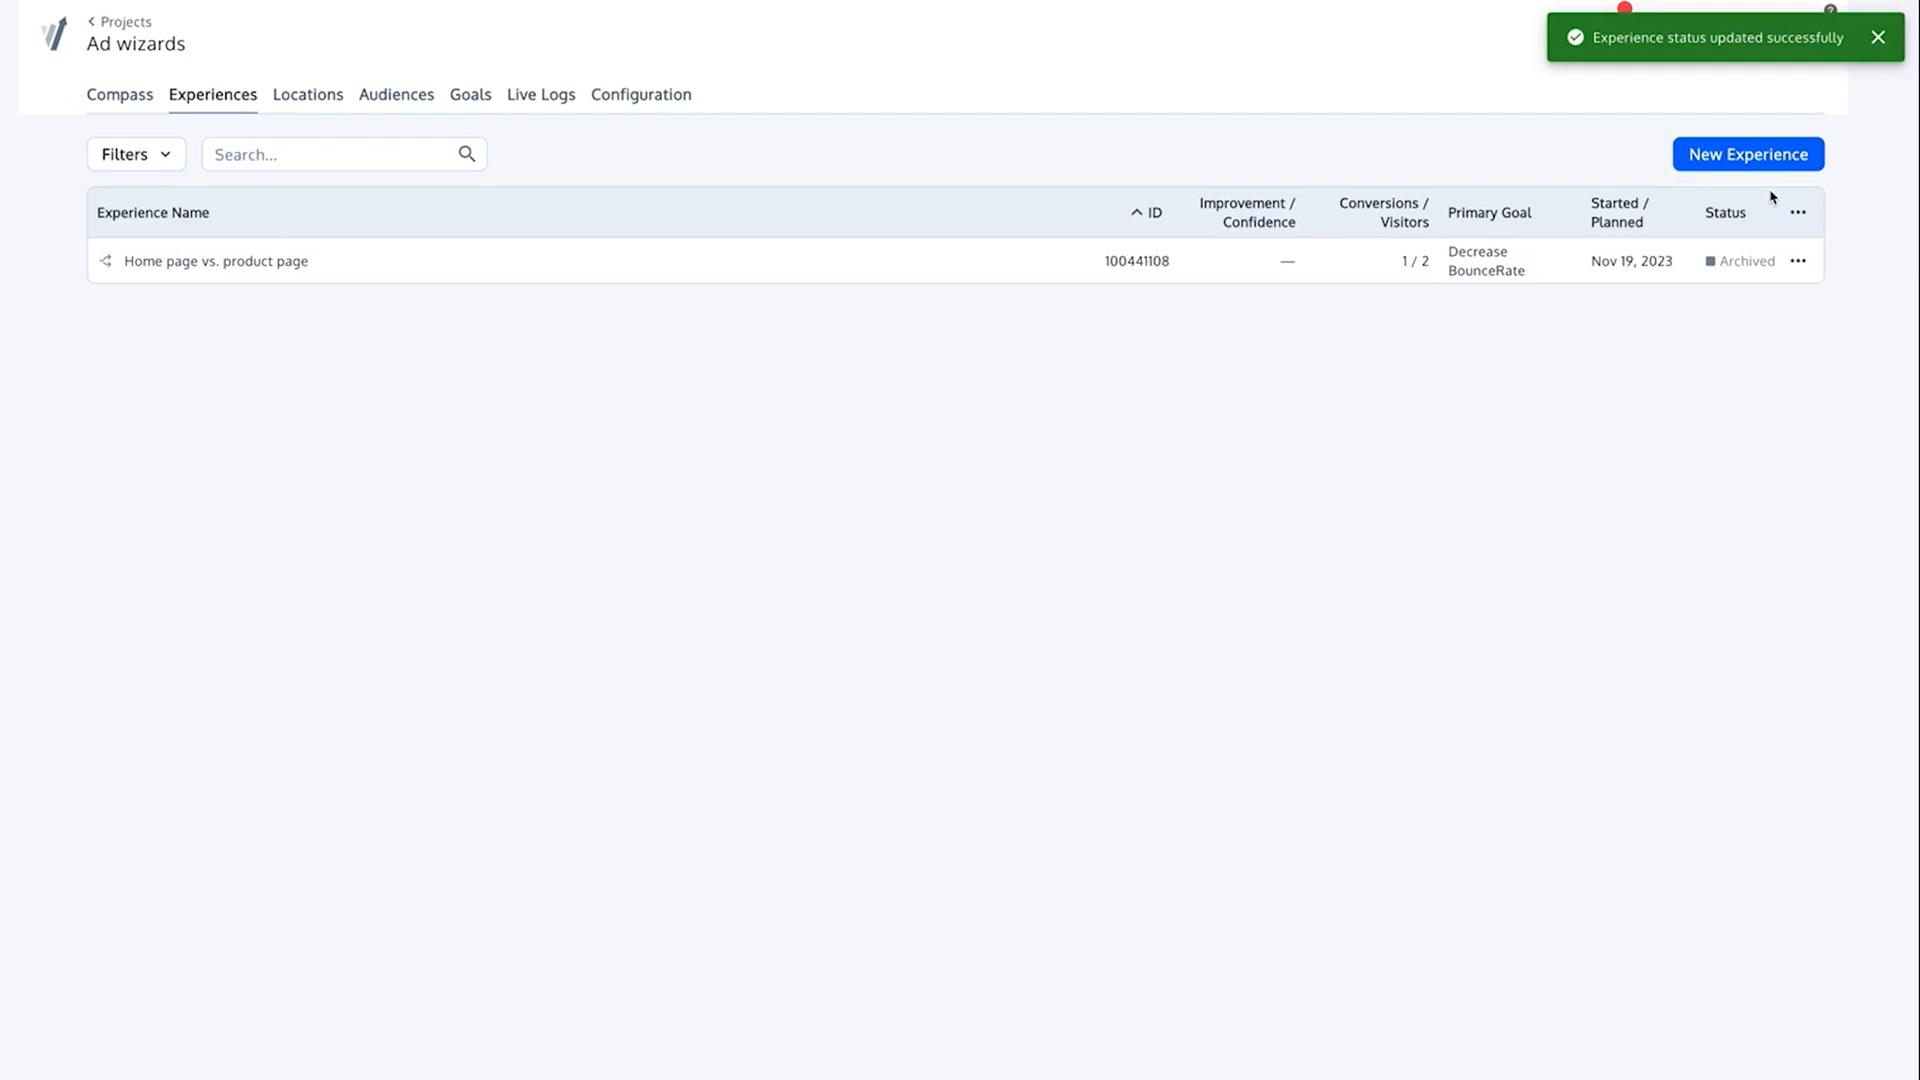 Projects
Ad wizards
Experience status updated successfully
Compass Experiences Locations Audiences Goals Live Logs Configuration
Filters Search... New Experience
Experience Name ID Improvement / Confidence Conversions / Visitors Primary Goal Started / Planned Status
Home page vs. product page 100441108 — 1 / 2 Decrease BounceRate Nov 19, 2023 Archived